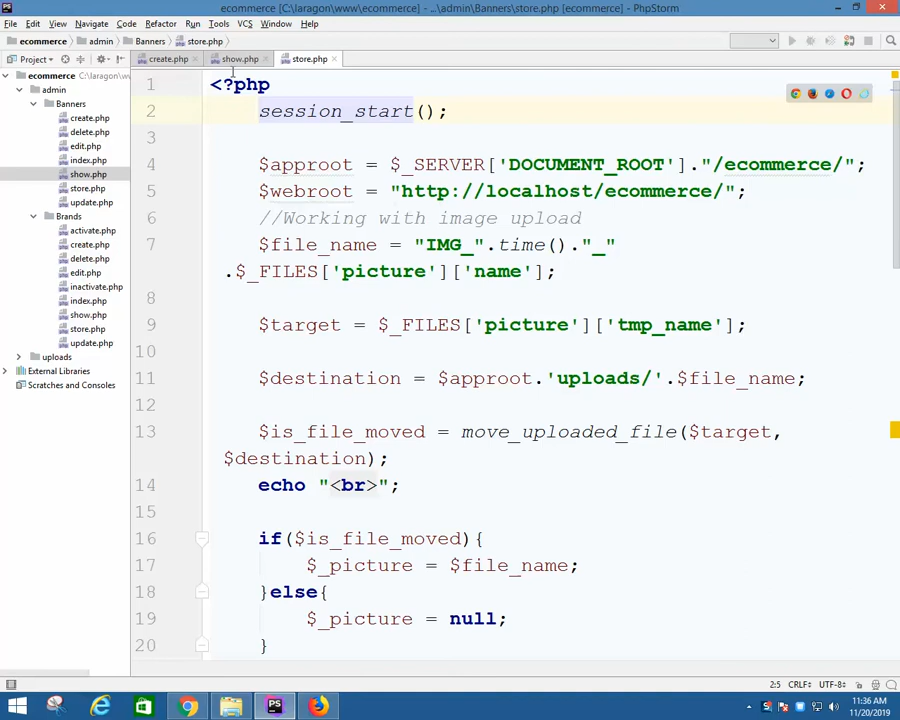 ecommerce [C:\laragon\www\ecommerce] - ...\admin\Banners\store.php [ecommerce] - PhpStorm
File Edit View Navigate Code Refactor Run Tools VCS Window Help
ecommerce admin Banners store.php
Project create.php show.php store.php
ecommerce C:\laragon\ww
admin
Banners
create.php
delete.php
edit.php
index.php
show.php
store.php
update.php
Brands
activate.php
create.php
delete.php
edit.php
inactivate.php
index.php
show.php
store.php
update.php
uploads
External Libraries
Scratches and Consoles
1 <?php
2 session_start();
3
4 $approot = $_SERVER['DOCUMENT_ROOT']."/ecommerce/";
5 $webroot = "http://localhost/ecommerce/";
6 //Working with image upload
7 $file_name = "IMG_".time()."_"
.$_FILES['picture']['name'];
8
9 $target = $_FILES['picture']['tmp_name'];
10
11 $destination = $approot.'uploads/'.$file_name;
12
13 $is_file_moved = move_uploaded_file($target,
$destination);
14 echo "<br>";
15
16 if($is_file_moved){
17 $_picture = $file_name;
18 }else{
19 $_picture = null;
20 }
2:5 CRLF UTF-8
11:36 AM
11/20/2019